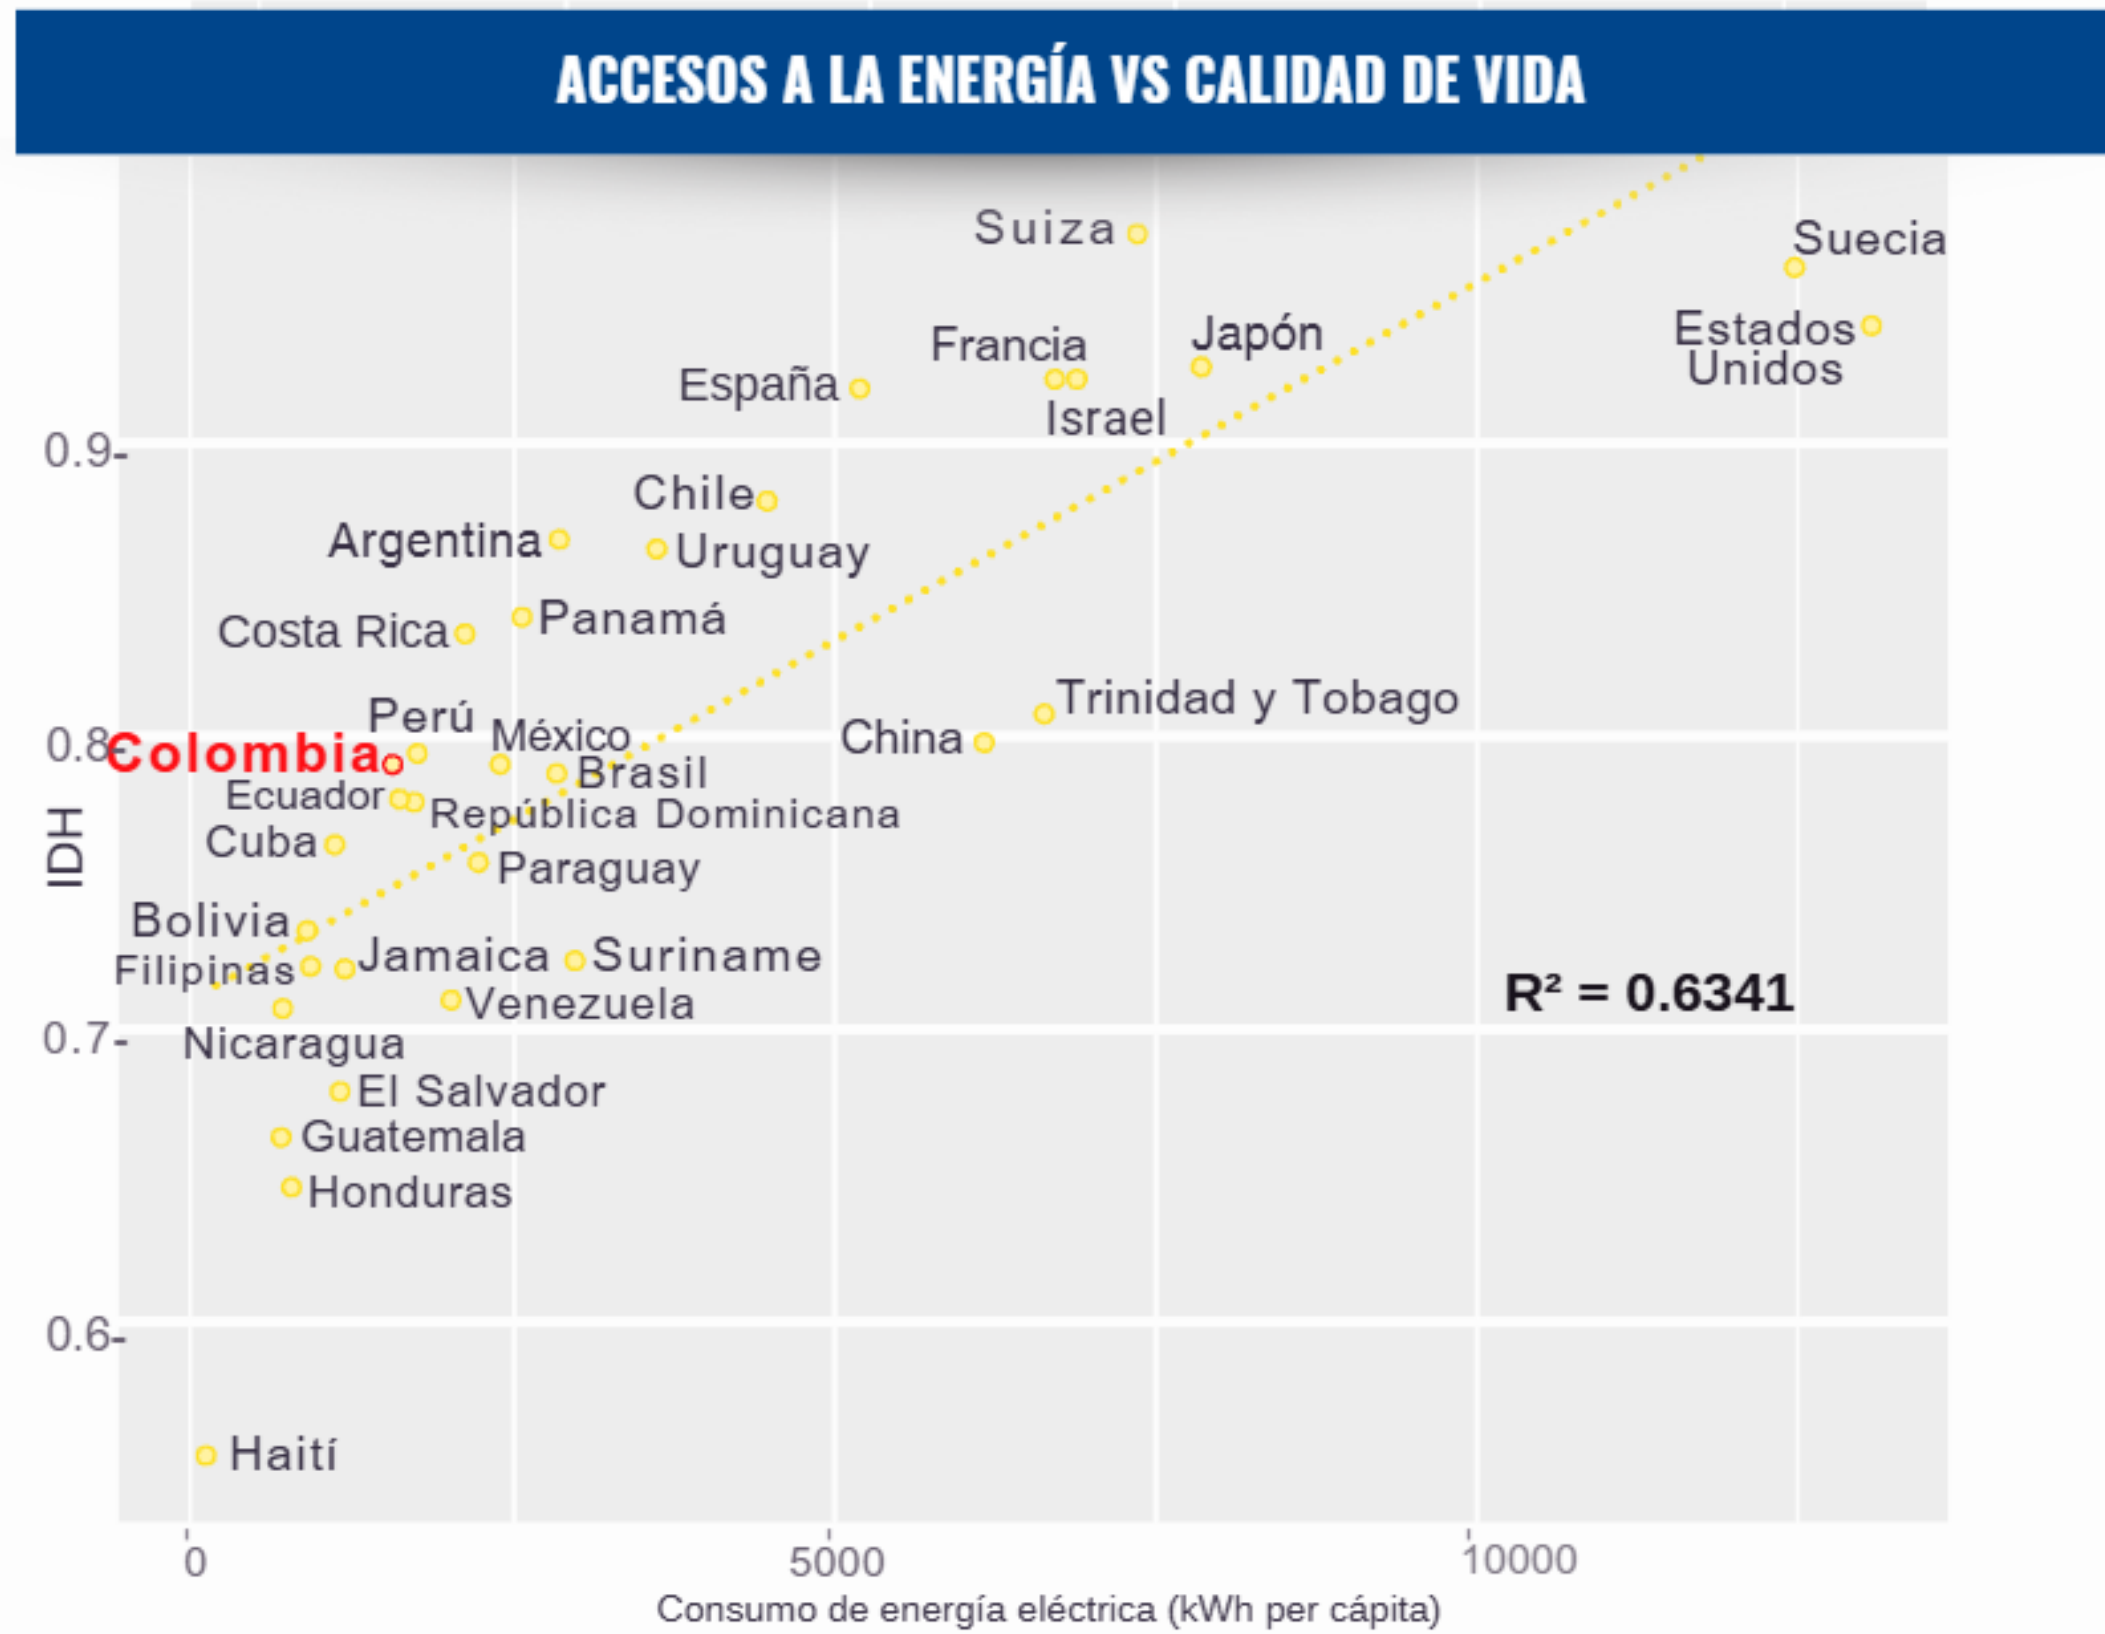 ACCESOS A LA ENERGÍA VS CALIDAD DE VIDA
Suiza
Suecia
Estados
Unidos
Francia
Japón
España
Israel
0.9-
Chile
Argentina
Uruguay
Costa Rica
Panamá
Trinidad y Tobago
Perú
México
China
0.8-
Colombia
Brasil
Ecuador
República Dominicana
Cuba
Paraguay
IDH
Bolivia
Filipinas
Jamaica
Suriname
Venezuela
R² = 0.6341
0.7-
Nicaragua
El Salvador
Guatemala
Honduras
0.6-
Haití
0
5000
10000
Consumo de energía eléctrica (kWh per cápita)